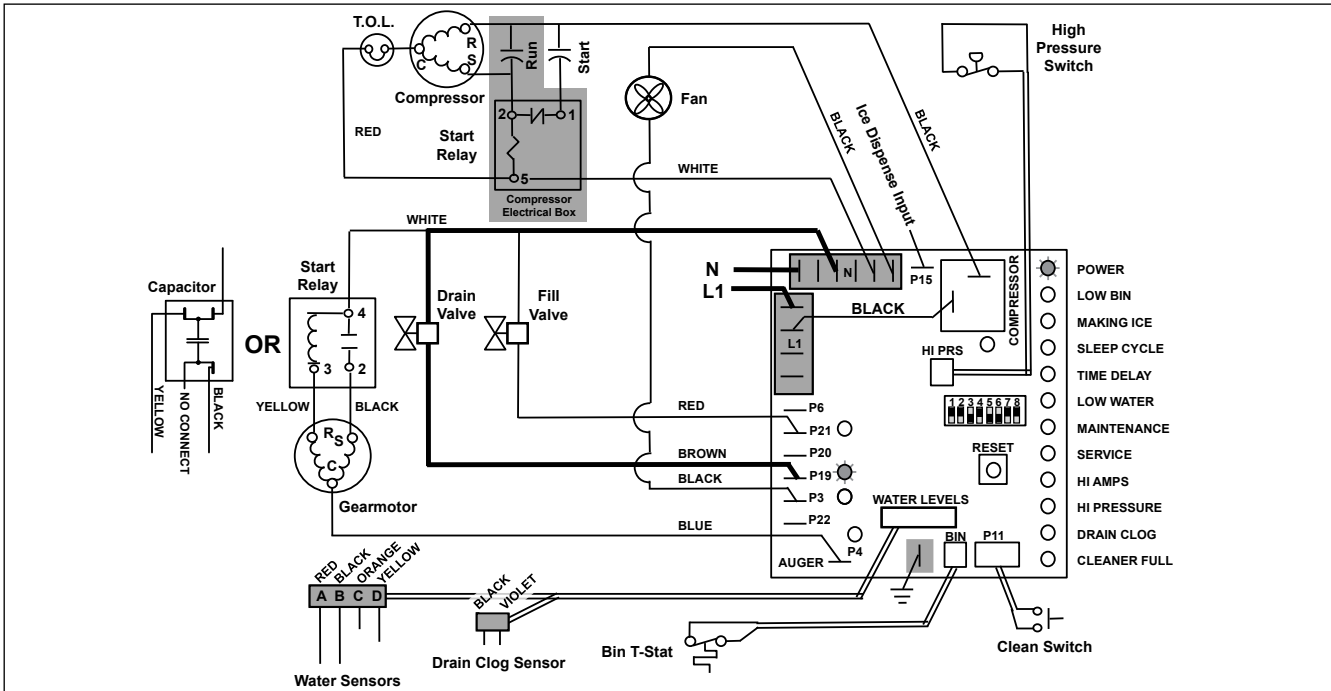 T.O.L.
R
S
C
Compressor
Run
Start
2
1
Start
Relay
5
Compressor
Electrical Box
RED
WHITE
Fan
BLACK
Ice Dispense Input
BLACK
High
Pressure
Switch
WHITE
Capacitor
YELLOW
NO CONNECT
BLACK
OR
Start
Relay
4
3
2
YELLOW
BLACK
R
S
C
Gearmotor
Drain
Valve
Fill
Valve
N
L1
N
P15
L1
BLACK
COMPRESSOR
HI PRS
1 2 3 4 5 6 7 8
RESET
POWER
LOW BIN
MAKING ICE
SLEEP CYCLE
TIME DELAY
LOW WATER
MAINTENANCE
SERVICE
HI AMPS
HI PRESSURE
DRAIN CLOG
CLEANER FULL
P6
RED
P21
P20
BROWN
P19
BLACK
P3
P22
BLUE
P4
AUGER
WATER LEVELS
BIN
P11
RED
BLACK
ORANGE
YELLOW
A B C D
Water Sensors
BLACK
VIOLET
Drain Clog Sensor
Bin T-Stat
Clean Switch